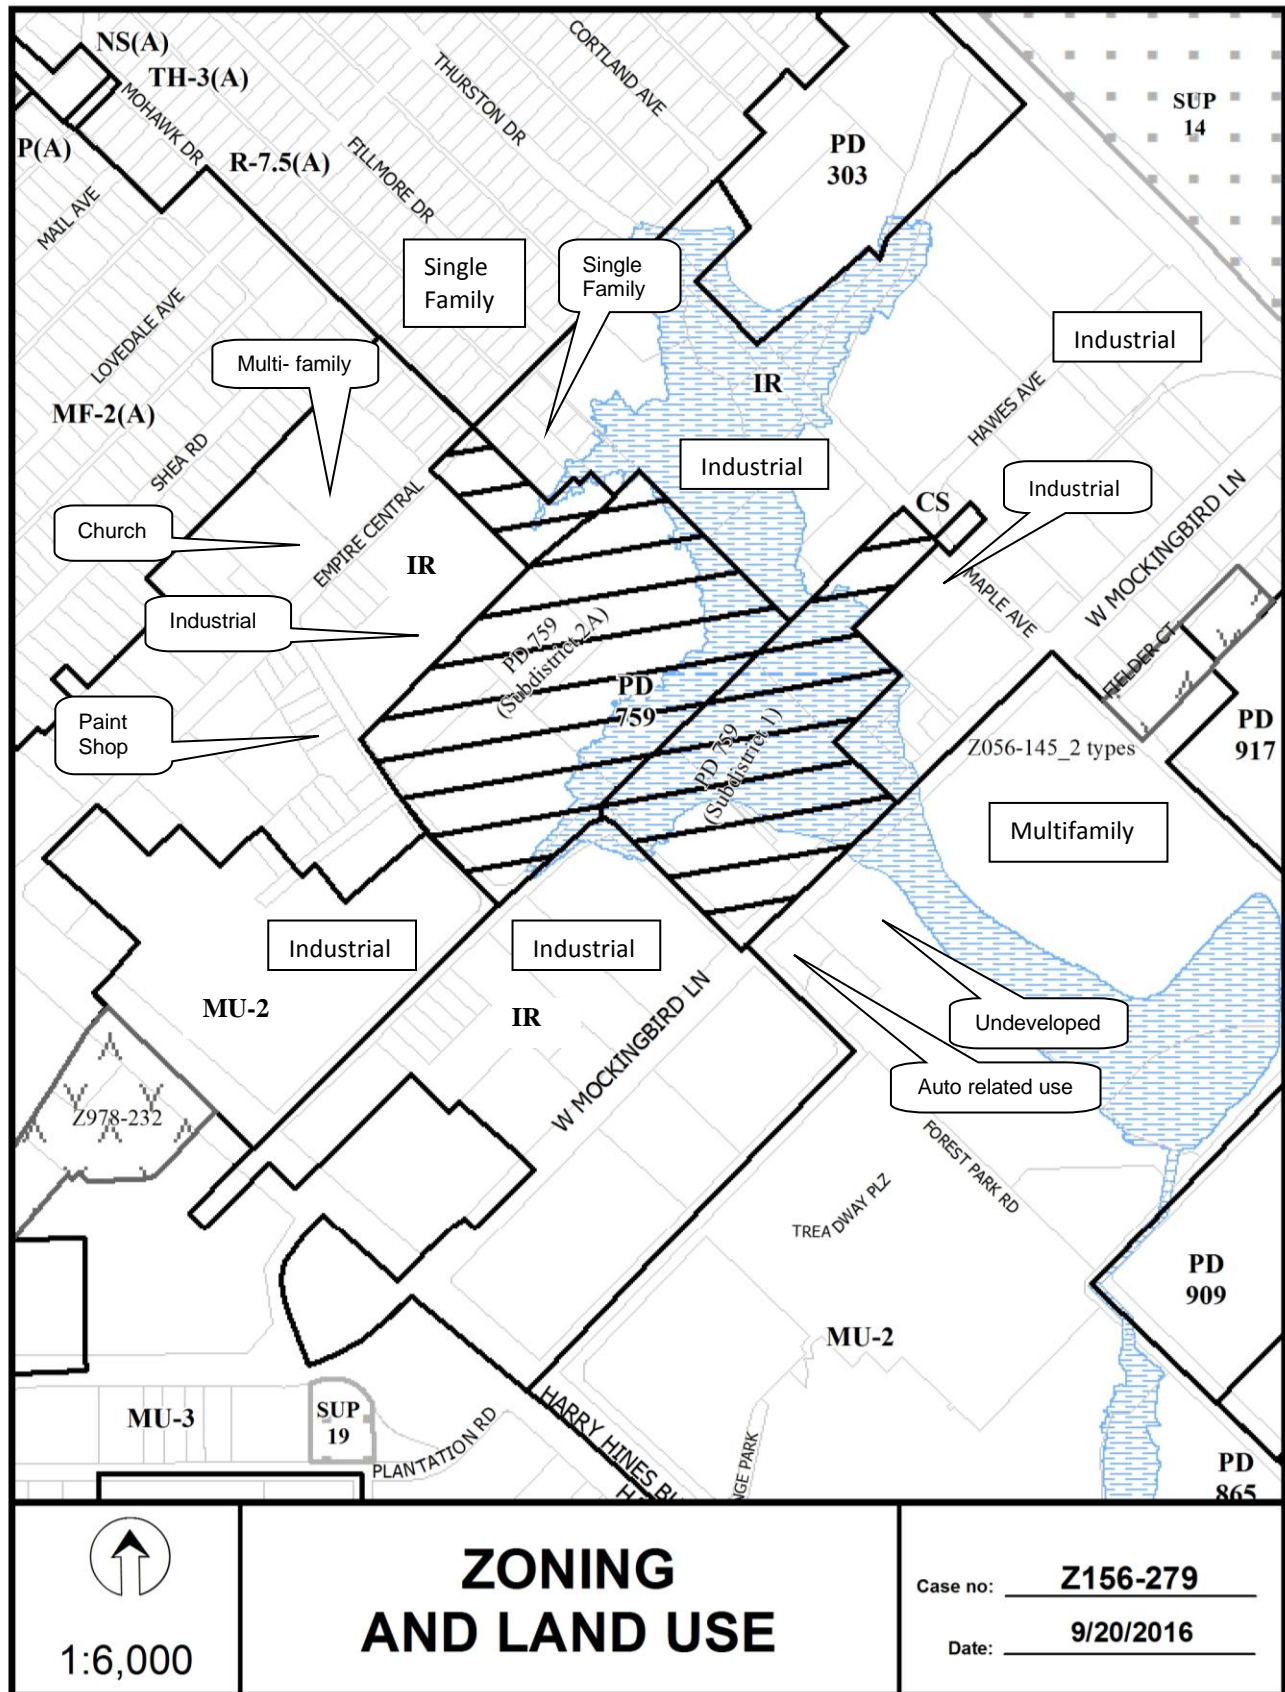 NS(A)
TH-3(A)
CORTLAND AVE
THURSTON DR
MOHAWK DR
P(A)
R-7.5(A)
FILLMORE DR
MAIL AVE
SUP
14
PD
303
Single
Family
Single
Family
LOVEDALE AVE
Multi- family
Industrial
IR
HAWES AVE
MF-2(A)
SHEA RD
Industrial
Industrial
CS
W MOCKINGBIRD LN
Church
EMPIRE CENTRAL
IR
MAPLE AVE
Industrial
PD 759
(Subdistrict 2A)
FIELDER CT
PD
759
Paint
Shop
PD 759
(Subdistrict 1)
Z056-145_2 types
PD
917
Multifamily
Industrial
Industrial
MU-2
IR
W MOCKINGBIRD LN
Undeveloped
Auto related use
Z978-232
FOREST PARK RD
TREADWAY PLZ
PD
909
MU-2
MU-3
SUP
19
PLANTATION RD
HARRY HINES
PARK
PD
865
1:6,000
ZONING
AND LAND USE
Case no: Z156-279
Date: 9/20/2016